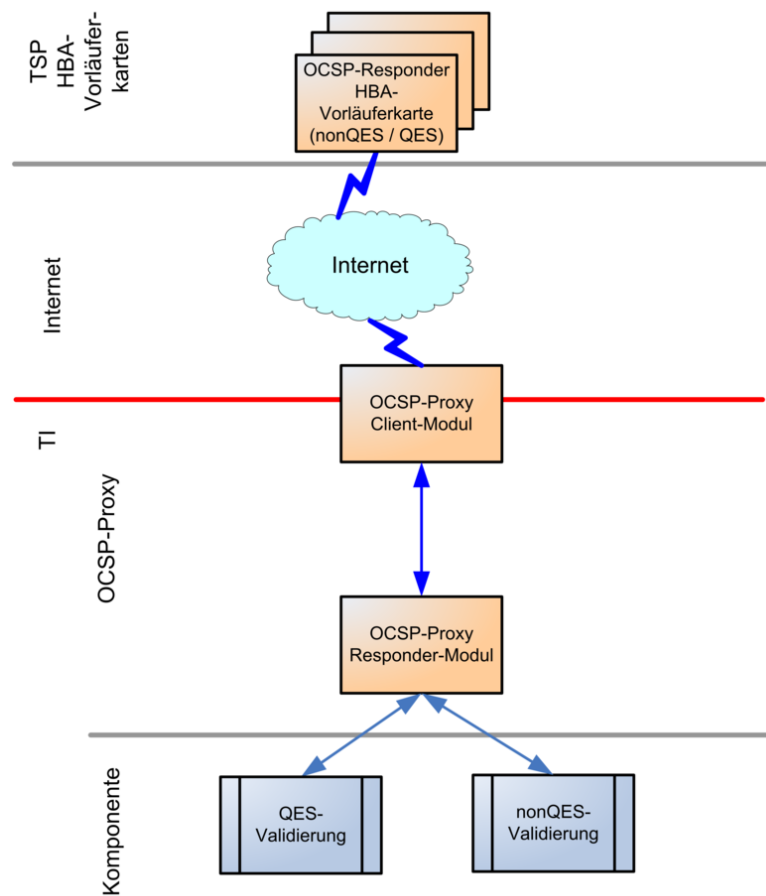 TSP
HBA-
Vorläufer
karten
OCSP-Responder
HBA-
Vorläuferkarte
(nonQES / QES)
Internet
Internet
TI
OCSP-Proxy
Client-Modul
OCSP-Proxy
OCSP-Proxy
Responder-Modul
Komponente
QES-
Validierung
nonQES-
Validierung